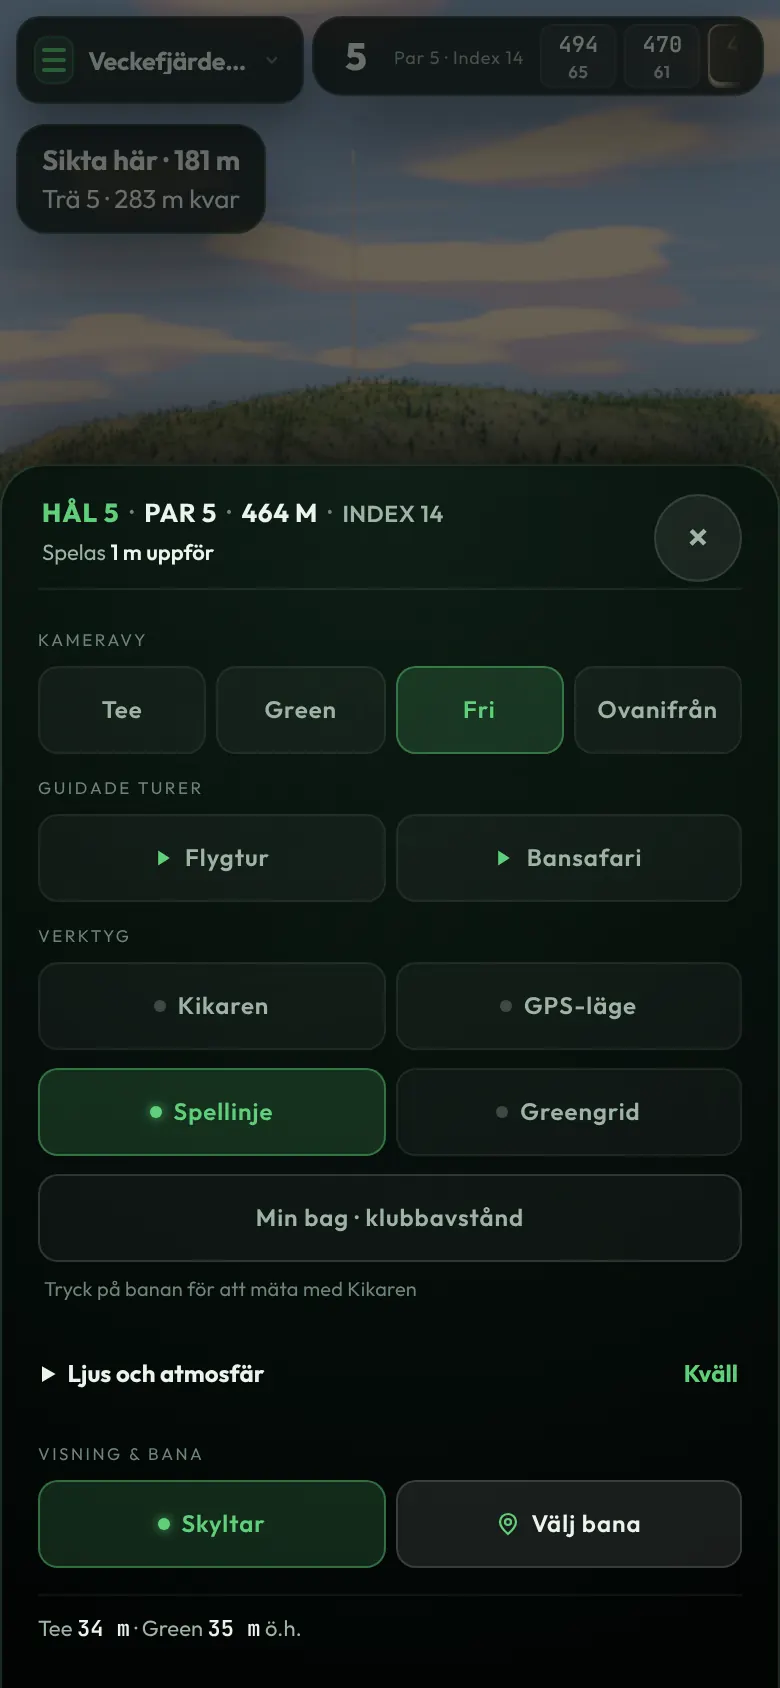 Veckefjärde...
5 Par 5 · Index 14 494 470 4
65 61
Sikta här · 181 m
Trä 5 · 283 m kvar
HÅL 5 · PAR 5 · 464 M · INDEX 14
Spelas 1 m uppför
×
KAMERAVY
Tee Green Fri Ovanifrån
GUIDADE TURER
Flygtur Bansafari
VERKTYG
Kikaren GPS-läge
Spellinje Greengrid
Min bag · klubbavstånd
Tryck på banan för att mäta med Kikaren
Ljus och atmosfär Kväll
VISNING & BANA
Skyltar Välj bana
Tee 34 m · Green 35 m ö.h.